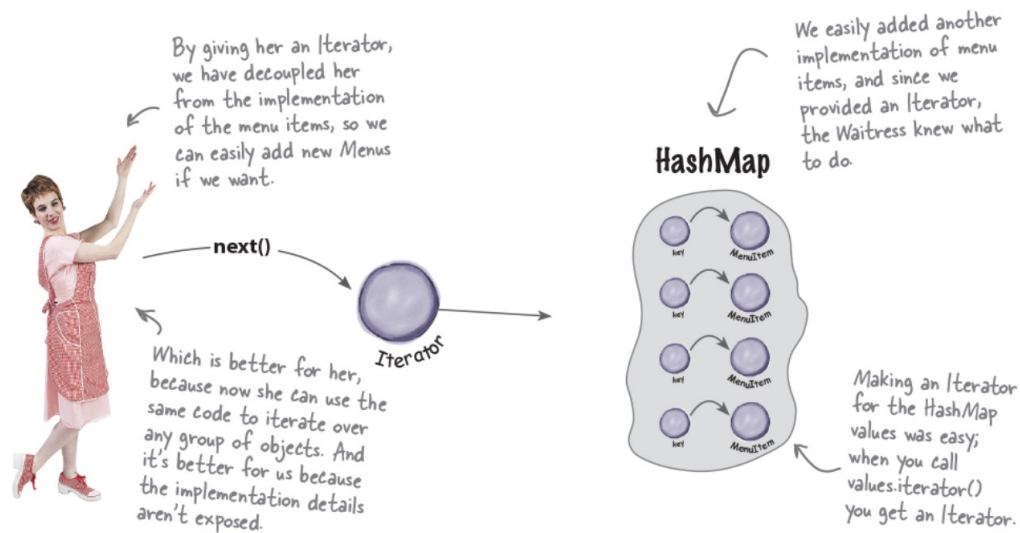 By giving her an Iterator,
we have decoupled her
from the implementation
of the menu items, so we
can easily add new Menus
if we want.
We easily added another
implementation of menu
items, and since we
provided an Iterator,
the Waitress knew what
to do.
HashMap
next()
Iterator
key
MenuItem
key
MenuItem
key
MenuItem
key
MenuItem
Which is better for her,
because now she can use the
same code to iterate over
any group of objects. And
it's better for us because
the implementation details
aren't exposed.
Making an Iterator
for the HashMap
values was easy;
when you call
values.iterator()
you get an Iterator.